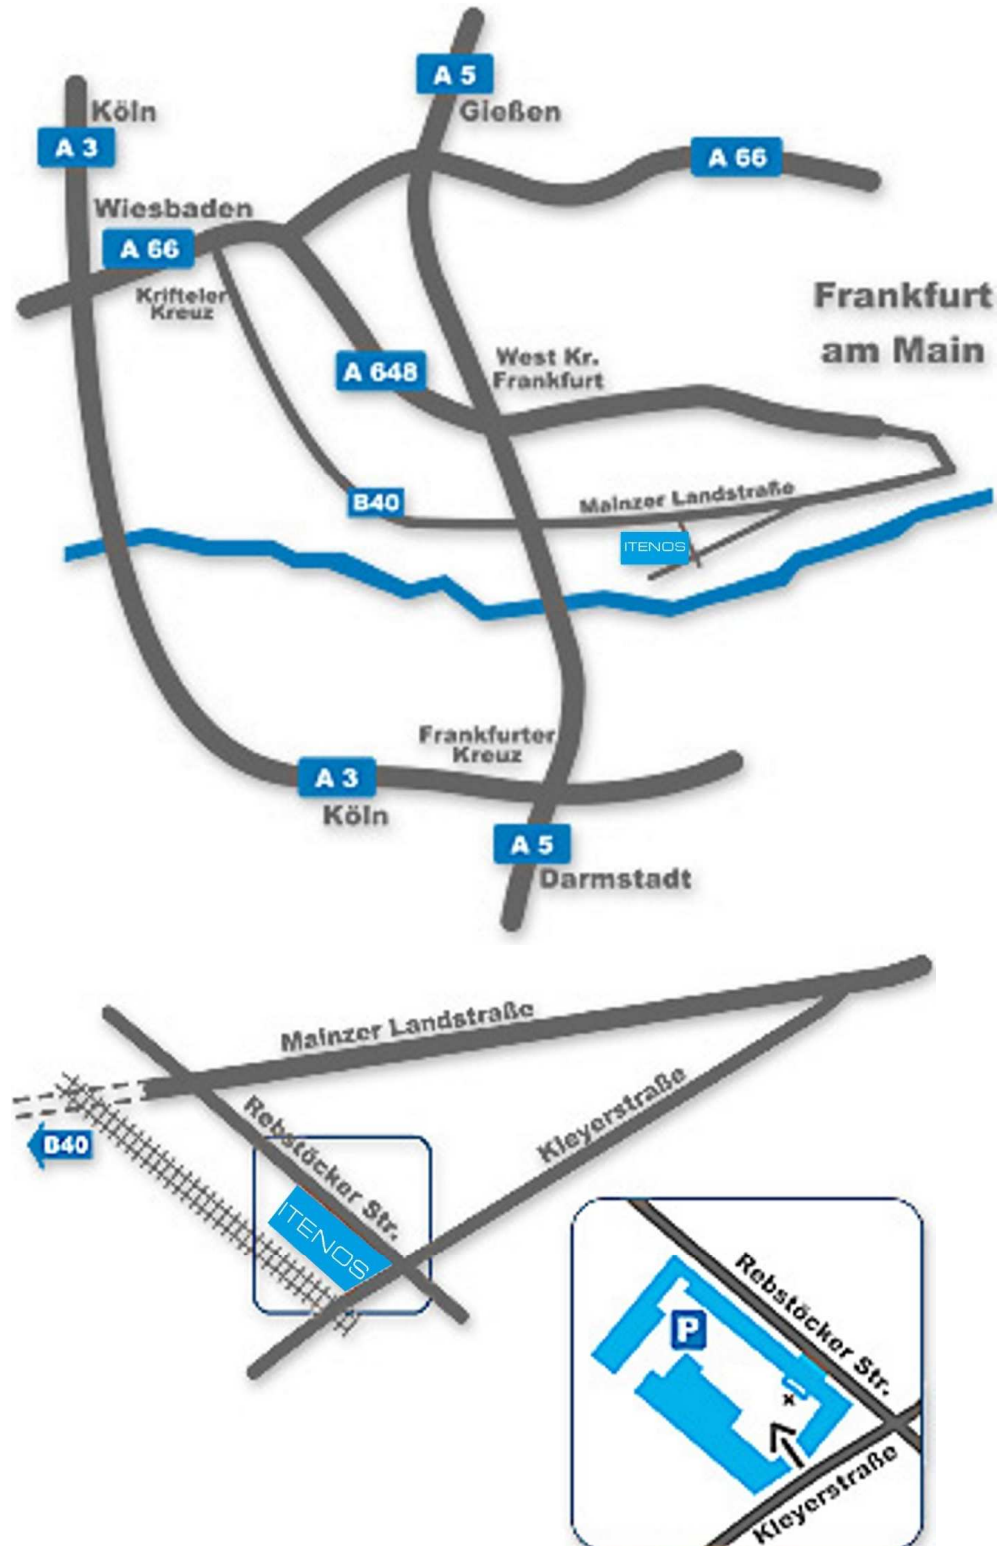 A 5
Gießen
Köln
A 3
A 66
Wiesbaden
A 66
Krifteler
Kreuz
Frankfurt
am Main
West Kr.
Frankfurt
A 648
Mainzer Landstraße
B40
ITENOS
Frankfurter
Kreuz
A 3
Köln
A 5
Darmstadt
Mainzer Landstraße
Kleyerstraße
Rebstöcker Str.
B40
ITENOS
Rebstöcker Str.
P
Kleyerstraße